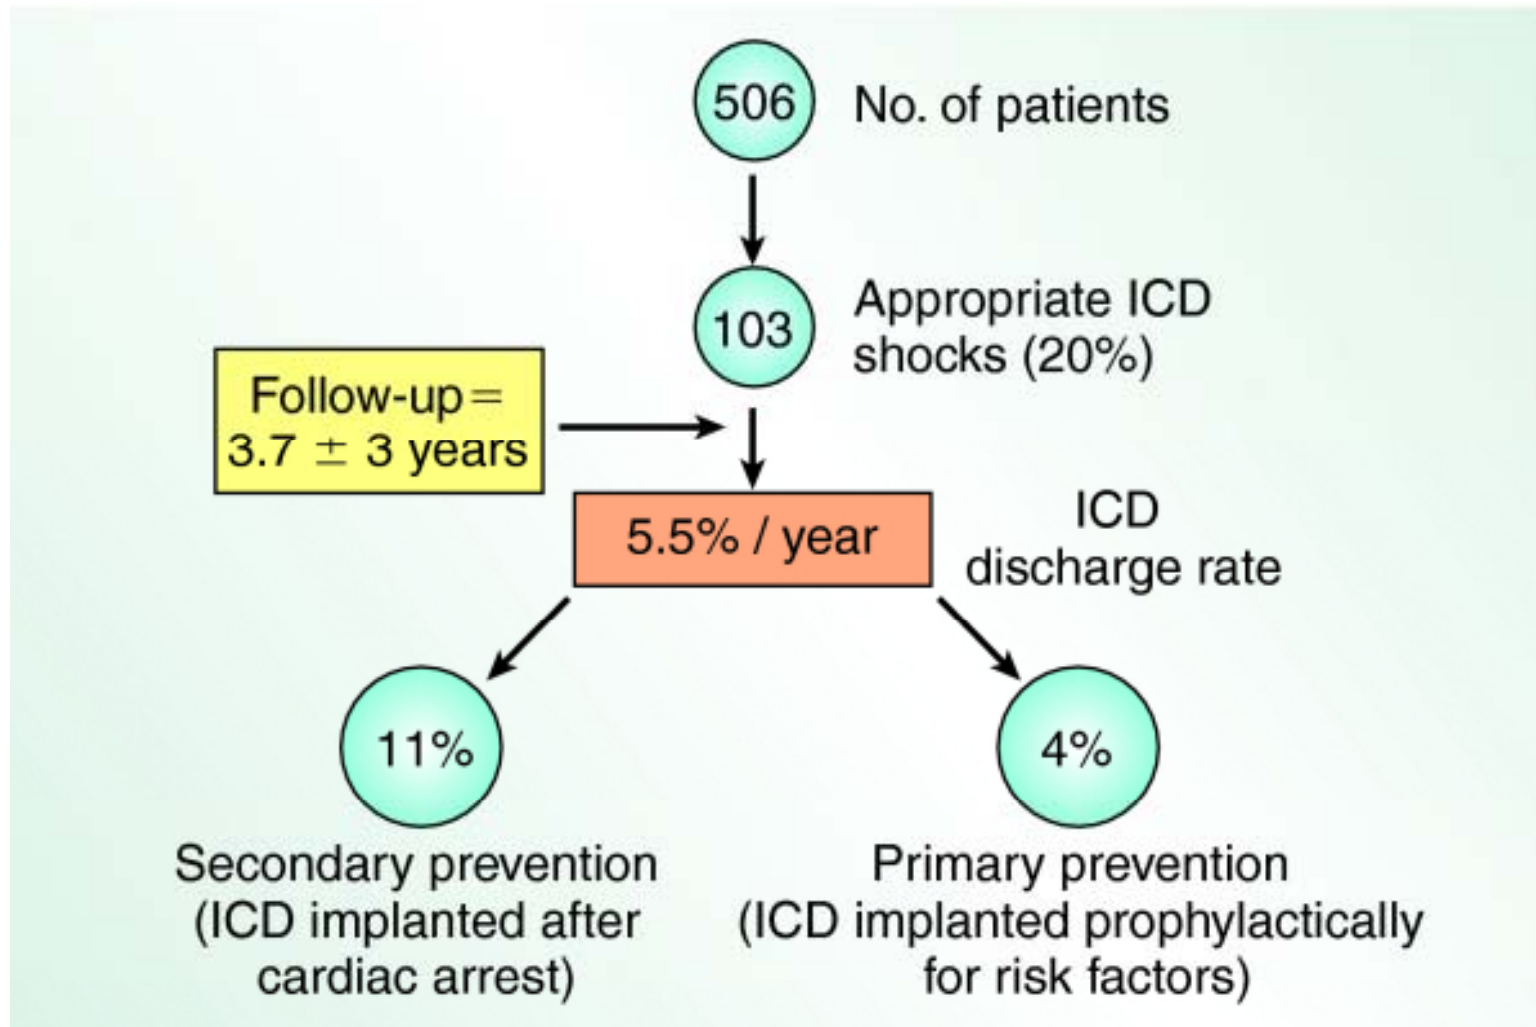 506
No. of patients
103
Appropriate ICD
shocks (20%)
Follow-up =
3.7 ± 3 years
5.5% / year
ICD
discharge rate
11%
Secondary prevention
(ICD implanted after
cardiac arrest)
4%
Primary prevention
(ICD implanted prophylactically
for risk factors)